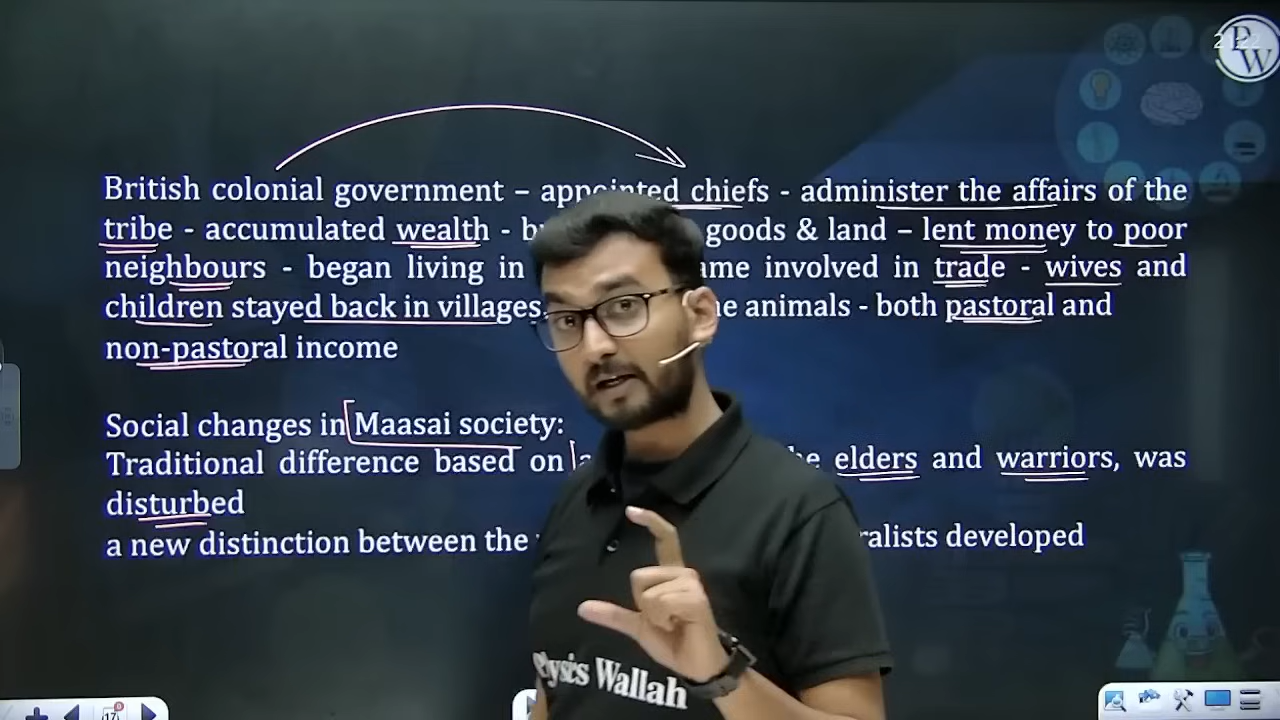 British colonial government – appointed chiefs - administer the affairs of the
tribe - accumulated wealth - goods & land – lent money to poor
neighbours - began living in involved in trade - wives and
children stayed back in villages, animals - both pastoral and
non-pastoral income
Social changes in Maasai society:
Traditional difference based on elders and warriors, was
disturbed
a new distinction between the developed
Physics Wallah
PW
17